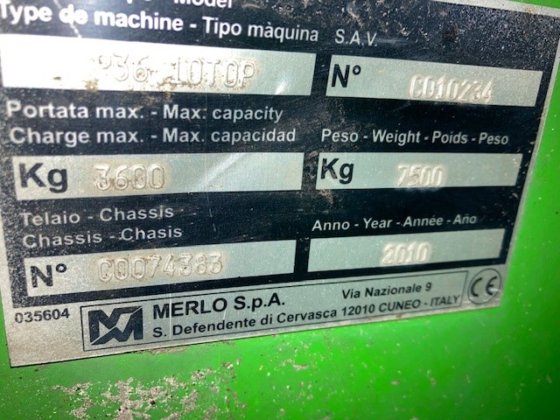 Model
Type de machine - Tipo màquina S.A.V.
P36.10TOP N° C010234
Portata max. - Max. capacity
Charge max. - Max. capacidad Peso - Weight - Poids - Peso
Kg 3600 Kg 7500
Telaio - Chassis Anno - Year - Année - Año
Chassis - Chasis
N° C0074383 2010
035604 MERLO S.p.A. Via Nazionale 9
S. Defendente di Cervasca 12010 CUNEO - ITALY CE